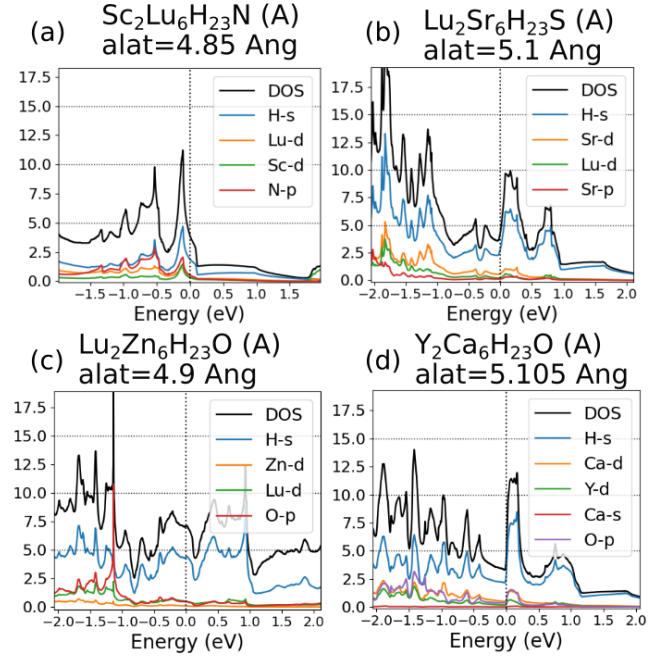 (a)
Sc₂Lu₆H₂₃N (A)
alat=4.85 Ang
17.5
15.0
12.5
10.0
7.5
5.0
2.5
0.0
DOS
H-s
Lu-d
Sc-d
N-p
−1.5 −1.0 −0.5 0.0 0.5 1.0 1.5
Energy (eV)
(b)
Lu₂Sr₆H₂₃S (A)
alat=5.1 Ang
17.5
15.0
12.5
10.0
7.5
5.0
2.5
0.0
DOS
H-s
Sr-d
Lu-d
Sr-p
−2.0 −1.5 −1.0 −0.5 0.0 0.5 1.0 1.5 2.0
Energy (eV)
(c)
Lu₂Zn₆H₂₃O (A)
alat=4.9 Ang
17.5
15.0
12.5
10.0
7.5
5.0
2.5
0.0
DOS
H-s
Zn-d
Lu-d
O-p
−2.0 −1.5 −1.0 −0.5 0.0 0.5 1.0 1.5 2.0
Energy (eV)
(d)
Y₂Ca₆H₂₃O (A)
alat=5.105 Ang
17.5
15.0
12.5
10.0
7.5
5.0
2.5
0.0
DOS
H-s
Ca-d
Y-d
Ca-s
O-p
−2.0 −1.5 −1.0 −0.5 0.0 0.5 1.0 1.5 2.0
Energy (eV)